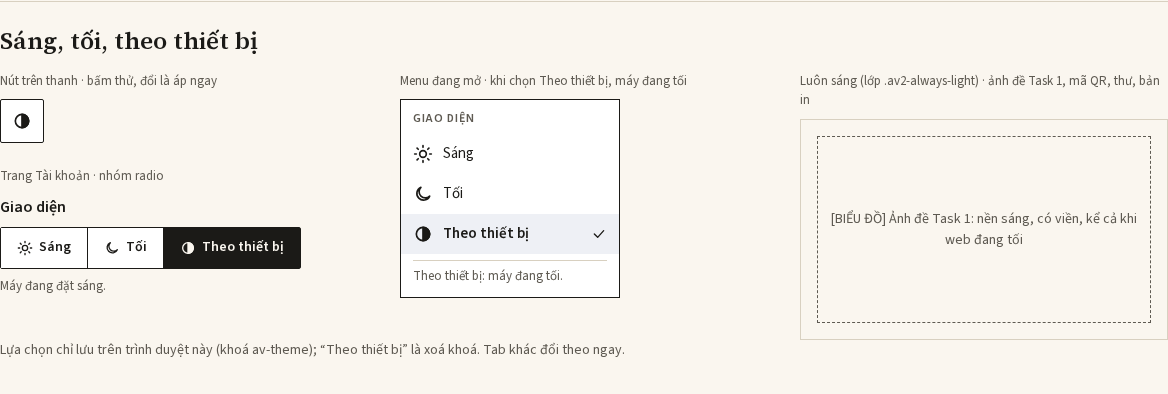 Sáng, tối, theo thiết bị
Nút trên thanh · bấm thử, đổi là áp ngay
Trang Tài khoản · nhóm radio
Giao diện
Sáng
Tối
Theo thiết bị
Máy đang đặt sáng.
Menu đang mở · khi chọn Theo thiết bị, máy đang tối
GIAO DIỆN
Sáng
Tối
Theo thiết bị
Theo thiết bị: máy đang tối.
Luôn sáng (lớp .av2-always-light) · ảnh đề Task 1, mã QR, thư, bản
in
[BIỂU ĐỒ] Ảnh đề Task 1: nền sáng, có viền, kể cả khi
web đang tối
Lựa chọn chỉ lưu trên trình duyệt này (khoá av-theme); “Theo thiết bị” là xoá khoá. Tab khác đổi theo ngay.